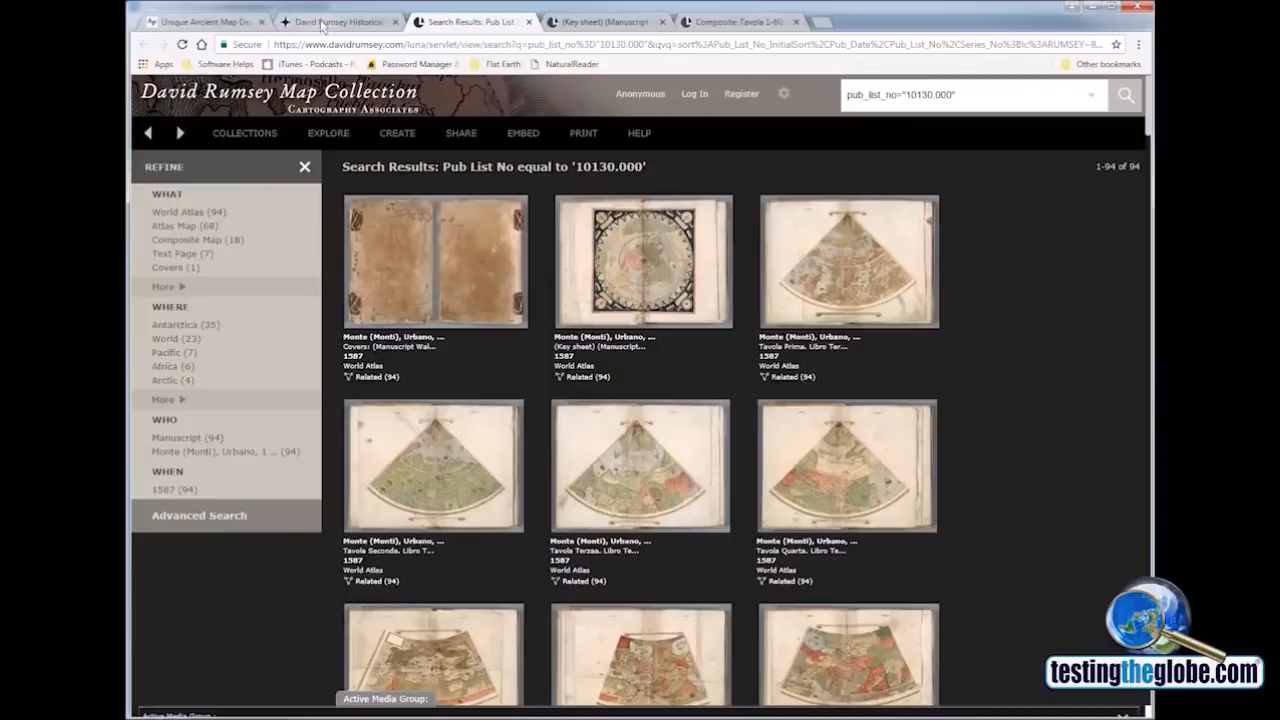 Unique Ancient Map De
David Rumsey Historical
Search Results: Pub List
(Key sheet) (Manuscript
Composite: Tavola 1-60
Secure
https://www.davidrumsey.com/luna/servlet/view/search?q=pub_list_no%3D"10130.000"&qvq=sort%3APub_List_No_InitialSort%2CPub_Date%2CPub_List_No%2CSeries_No%3Blc%3ARUMSEY~8...
Apps
Software Helps
iTunes - Podcasts - F
Password Manager &
Flat Earth
NaturalReader
Other bookmarks
David Rumsey Map Collection
Cartography Associates
Anonymous
Log In
Register
pub_list_no="10130.000"
COLLECTIONS
EXPLORE
CREATE
SHARE
EMBED
PRINT
HELP
REFINE
Search Results: Pub List No equal to '10130.000'
1-94 of 94
WHAT
World Atlas (94)
Atlas Map (68)
Composite Map (18)
Text Page (7)
Covers (1)
More
WHERE
Antarctica (35)
World (23)
Pacific (7)
Africa (6)
Arctic (4)
More
WHO
Manuscript (94)
Monte (Monti), Urbano, 1 ... (94)
WHEN
1587 (94)
Advanced Search
Monte (Monti), Urbano, ...
Covers: (Manuscript Wal...
1587
World Atlas
Related (94)
Monte (Monti), Urbano, ...
(Key sheet) (Manuscript...
1587
World Atlas
Related (94)
Monte (Monti), Urbano, ...
Tavola Prima. Libro Ter...
1587
World Atlas
Related (94)
Monte (Monti), Urbano, ...
Tavola Seconda. Libro T...
1587
World Atlas
Related (94)
Monte (Monti), Urbano, ...
Tavola Terzaa. Libro Te...
1587
World Atlas
Related (94)
Monte (Monti), Urbano, ...
Tavola Quarta. Libro Te...
1587
World Atlas
Related (94)
Active Media Group:
Active Media Group :
testingtheglobe.com